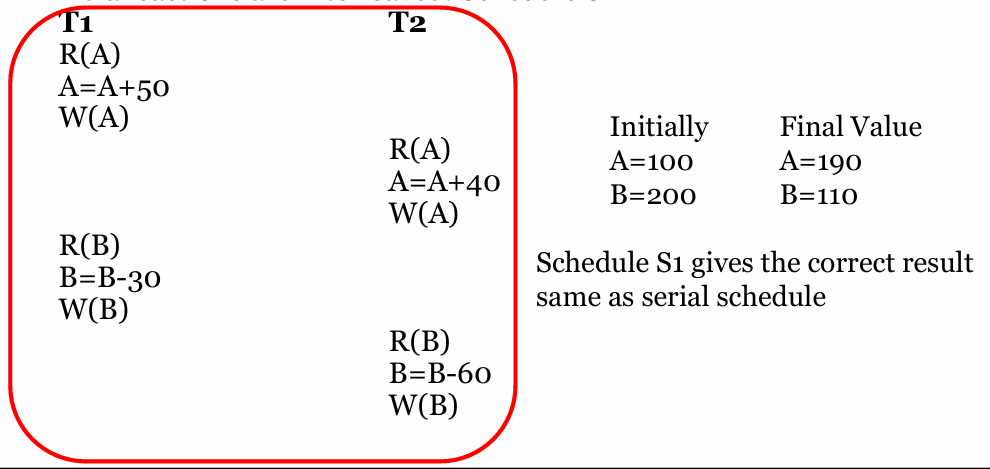 T1 T2
R(A)
A=A+50
W(A)
R(A)
A=A+40
W(A)
R(B)
B=B-30
W(B)
R(B)
B=B-60
W(B)
Initially Final Value
A=100 A=190
B=200 B=110
Schedule S1 gives the correct result
same as serial schedule